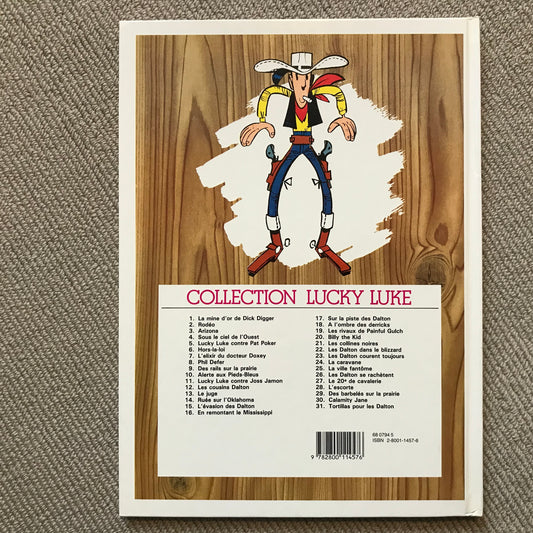 COLLECTION LUCKY LUKE
1. La mine d'or de Dick Digger
2. Rodéo
3. Arizona
4. Sous le ciel de l'Ouest
5. Lucky Luke contre Pat Poker
6. Hors-la-loi
7. L'élixir du docteur Doxey
8. Phil Defer
9. Des rails sur la prairie
10. Alerte aux Pieds-Bleus
11. Lucky Luke contre Joss Jamon
12. Les cousins Dalton
13. Le juge
14. Ruée sur l'Oklahoma
15. L'évasion des Dalton
16. En remontant le Mississippi
17. Sur la piste des Dalton
18. A l'ombre des derricks
19. Les rivaux de Painful Gulch
20. Billy the Kid
21. Les collines noires
22. Les Dalton dans le blizzard
23. Les Dalton courent toujours
24. La caravane
25. La ville fantôme
26. Les Dalton se rachètent
27. Le 20e de cavalerie
28. L'escorte
29. Des barbelés sur la prairie
30. Calamity Jane
31. Tortillas pour les Dalton
68 0794 5
ISBN 2-8001-1457-6
9 782800 114576